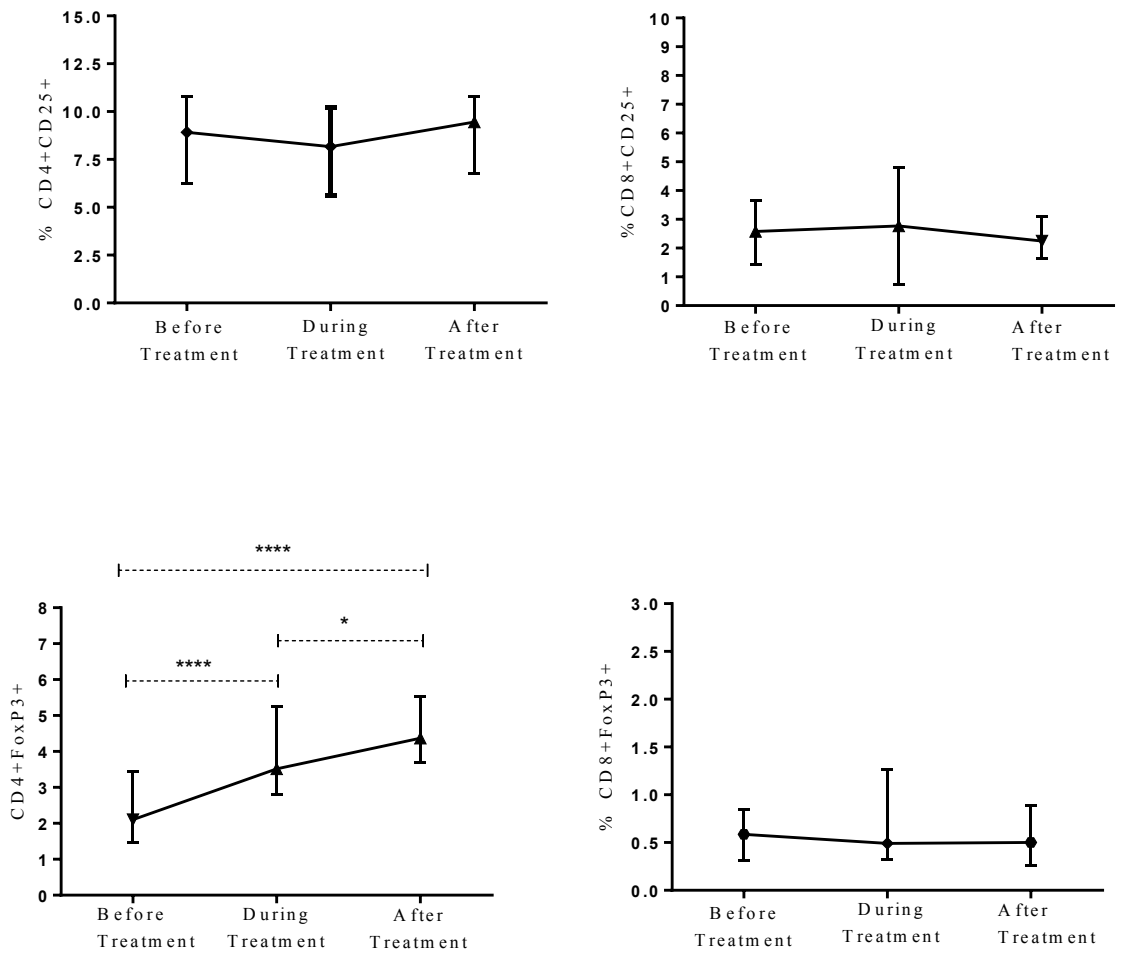 % CD4+CD25+
15.0
12.5
10.0
7.5
5.0
2.5
0.0
Before Treatment
During Treatment
After Treatment
%CD8+CD25+
10
9
8
7
6
5
4
3
2
1
0
Before Treatment
During Treatment
After Treatment
CD4+FoxP3+
8
7
6
5
4
3
2
1
0
****
*
****
Before Treatment
During Treatment
After Treatment
% CD8+FoxP3+
3.0
2.5
2.0
1.5
1.0
0.5
0.0
Before Treatment
During Treatment
After Treatment